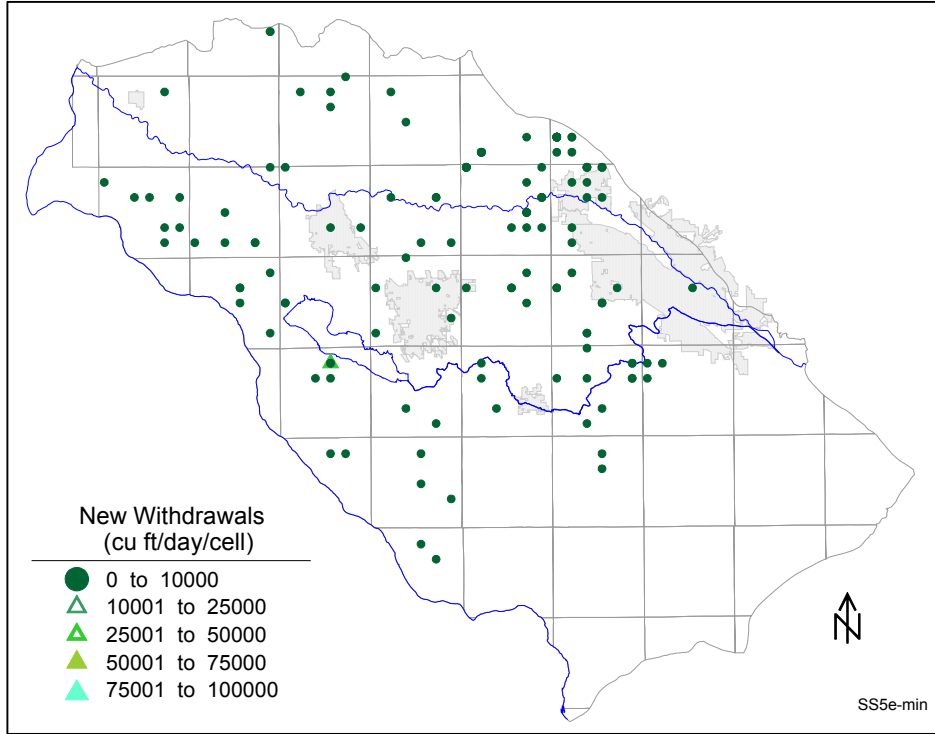 New Withdrawals
(cu ft/day/cell)
0 to 10000
10001 to 25000
25001 to 50000
50001 to 75000
75001 to 100000
N
SS5e-min